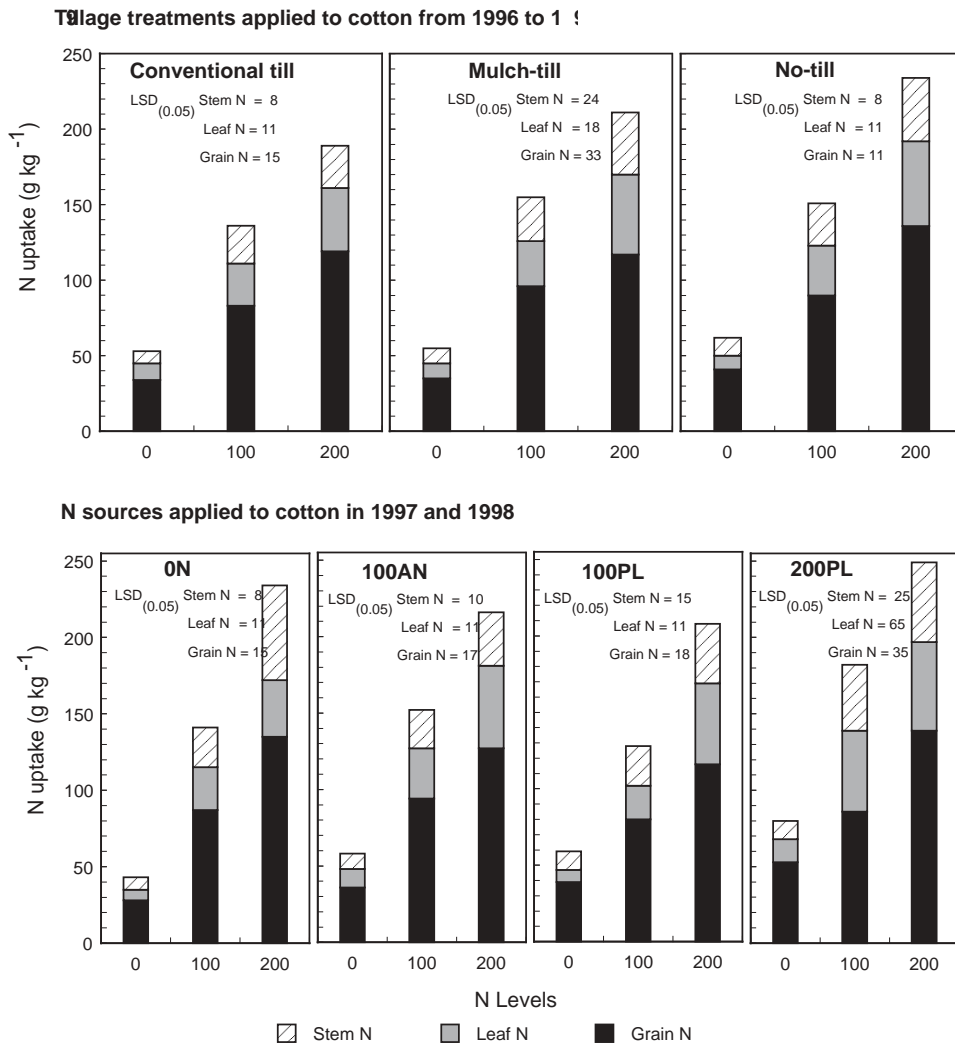 Tillage treatments applied to cotton from 1996 to 1 9
Conventional till
Mulch-till
No-till
LSD(0.05) Stem N = 8
Leaf N = 11
Grain N = 15
LSD(0.05) Stem N = 24
Leaf N = 18
Grain N = 33
LSD(0.05) Stem N = 8
Leaf N = 11
Grain N = 11
N uptake (g kg -1)
250
200
150
100
50
0
0 100 200
0 100 200
0 100 200
N sources applied to cotton in 1997 and 1998
0N
100AN
100PL
200PL
LSD(0.05) Stem N = 8
Leaf N = 11
Grain N = 15
LSD(0.05) Stem N = 10
Leaf N = 11
Grain N = 17
LSD(0.05) Stem N = 15
Leaf N = 11
Grain N = 18
LSD(0.05) Stem N = 25
Leaf N = 65
Grain N = 35
N uptake (g kg -1)
250
200
150
100
50
0
0 100 200
0 100 200
0 100 200
0 100 200
N Levels
Stem N Leaf N Grain N